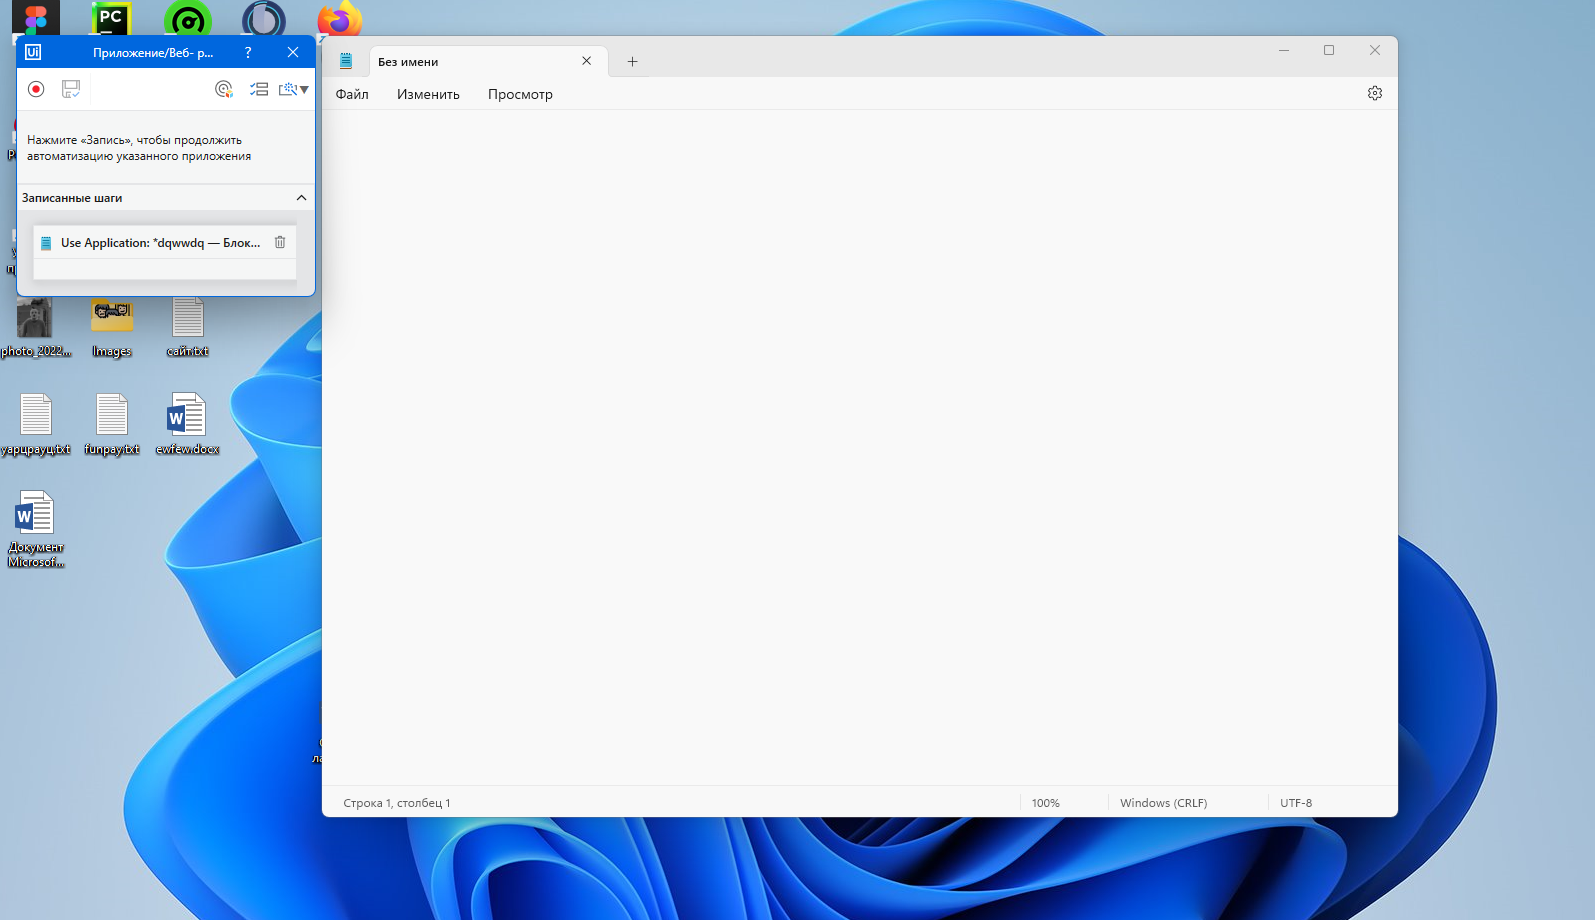 PC
Ui Приложение/Веб- р... ?
Без имени
Файл Изменить Просмотр
Нажмите «Запись», чтобы продолжить
автоматизацию указанного приложения
Записанные шаги
Use Application: *dqwwdq — Блок...
photo_2022... Images сайт.txt
уарцрауц.txt funpay.txt ewfew.docx
Документ
Microsof...
Строка 1, столбец 1 100% Windows (CRLF) UTF-8